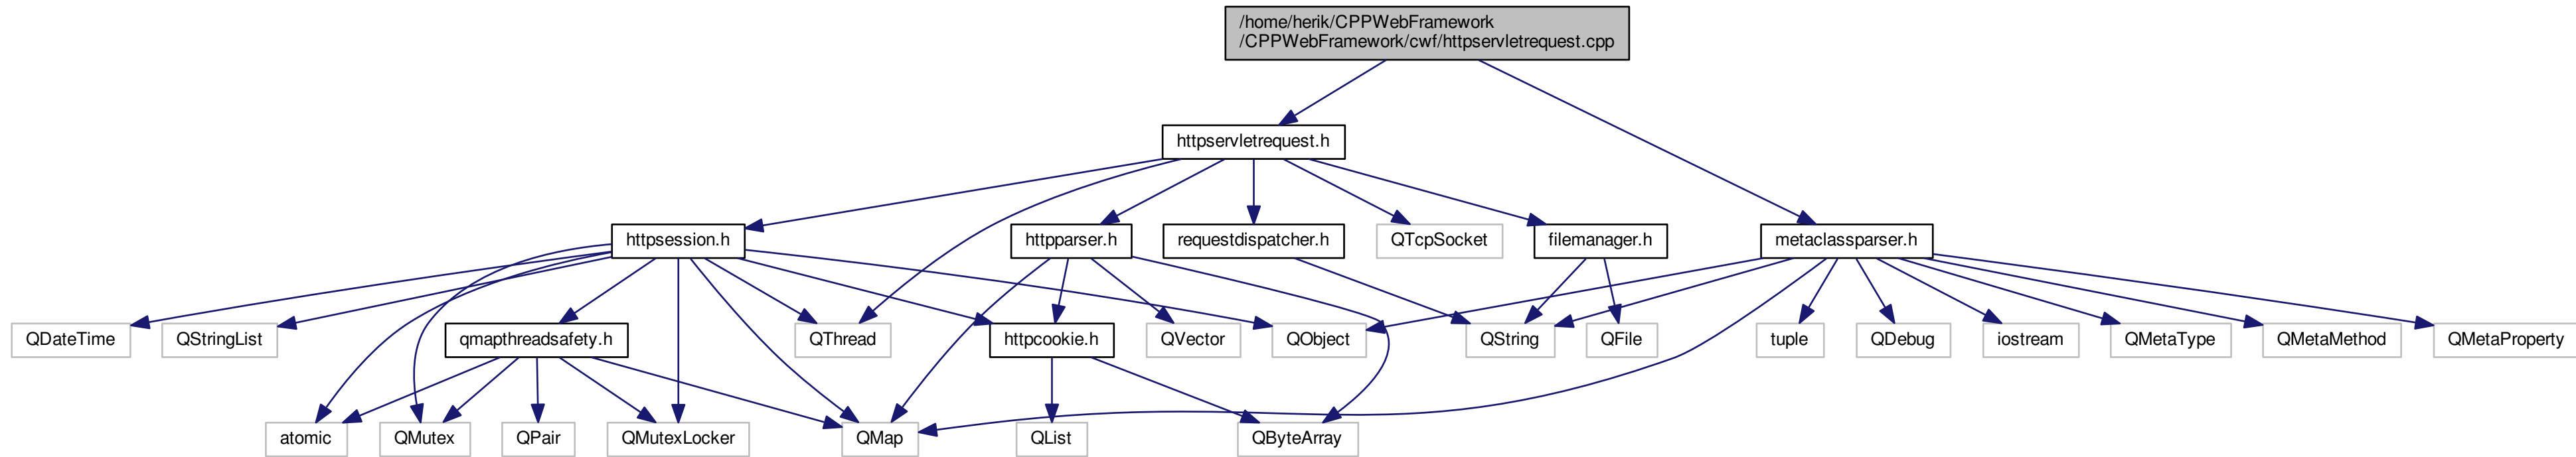 /home/herik/CPPWebFramework
/CPPWebFramework/cwf/httpservletrequest.cpp
httpservletrequest.h
httpsession.h
httpparser.h
requestdispatcher.h
QTcpSocket
filemanager.h
metaclassparser.h
QDateTime
QStringList
qmapthreadsafety.h
QThread
httpcookie.h
QVector
QObject
QString
QFile
tuple
QDebug
iostream
QMetaType
QMetaMethod
QMetaProperty
atomic
QMutex
QPair
QMutexLocker
QMap
QList
QByteArray